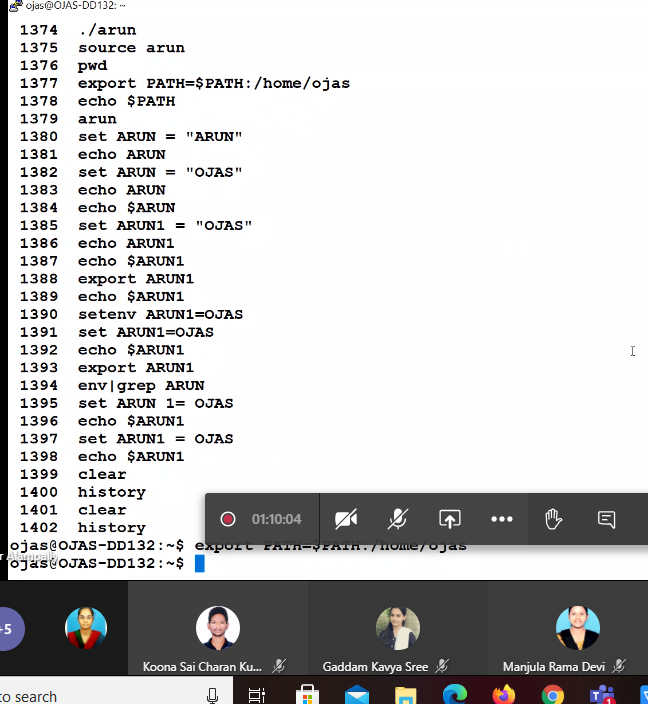 ojas@OJAS-DD132: ~
1374 ./arun
1375 source arun
1376 pwd
1377 export PATH=$PATH:/home/ojas
1378 echo $PATH
1379 arun
1380 set ARUN = "ARUN"
1381 echo ARUN
1382 set ARUN = "OJAS"
1383 echo ARUN
1384 echo $ARUN
1385 set ARUN1 = "OJAS"
1386 echo ARUN1
1387 echo $ARUN1
1388 export ARUN1
1389 echo $ARUN1
1390 setenv ARUN1=OJAS
1391 set ARUN1=OJAS
1392 echo $ARUN1
1393 export ARUN1
1394 env|grep ARUN
1395 set ARUN 1= OJAS
1396 echo $ARUN1
1397 set ARUN1 = OJAS
1398 echo $ARUN1
1399 clear
1400 history
1401 clear
1402 history
01:10:04
ojas@OJAS-DD132:~$ export PATH=$PATH:/home/ojas
ojas@OJAS-DD132:~$
+5
Koona Sai Charan Ku... Gaddam Kavya Sree Manjula Rama Devi
to search
1